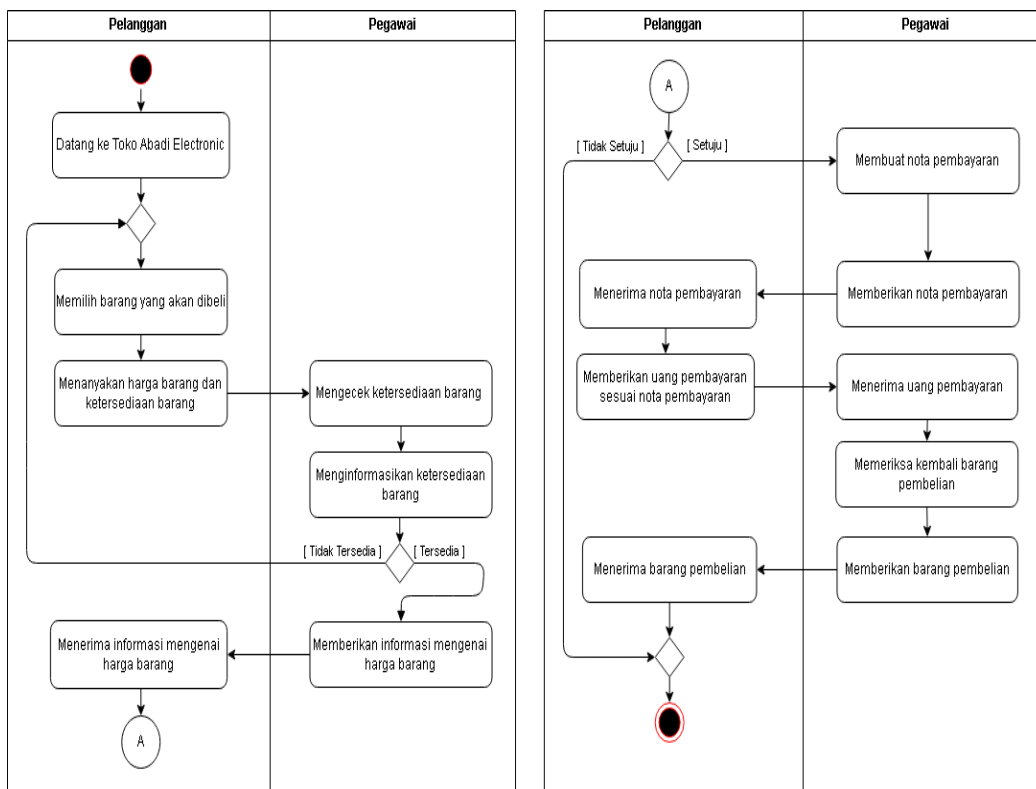 Pelanggan
Pegawai
Datang ke Toko Abadi Electronic
Memilih barang yang akan dibeli
Menanyakan harga barang dan
ketersediaan barang
Mengecek ketersediaan barang
Menginformasikan ketersediaan
barang
[ Tidak Tersedia ]
[ Tersedia ]
Memberikan informasi mengenai
harga barang
Menerima informasi mengenai
harga barang
A
Pelanggan
Pegawai
A
[ Tidak Setuju ]
[ Setuju ]
Membuat nota pembayaran
Memberikan nota pembayaran
Menerima nota pembayaran
Memberikan uang pembayaran
sesuai nota pembayaran
Menerima uang pembayaran
Memeriksa kembali barang
pembelian
Memberikan barang pembelian
Menerima barang pembelian